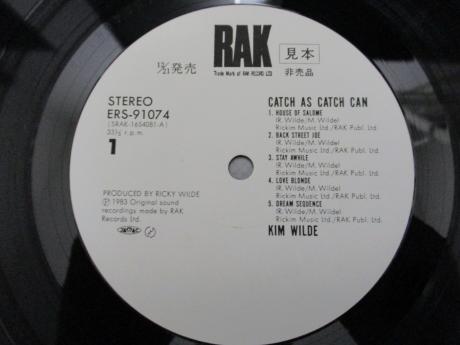 RAK
Trade Mark of RAK RECORD LTD
12/21発売
見本
非売品
STEREO
ERS-91074
(SRAK-1654081-A)
33⅓ r.p.m.
1
CATCH AS CATCH CAN
1. HOUSE OF SALOME
(R. Wilde/M. Wilde)
Rickim Music Ltd./RAK Publ. Ltd.
2. BACK STREET JOE
(R. Wilde/M. Wilde)
Rickim Music Ltd./RAK Publ. Ltd.
3. STAY AWHILE
(R. Wilde/M. Wilde)
Rickim Music Ltd./RAK Publ. Ltd.
4. LOVE BLONDE
(R. Wilde/M. Wilde)
Rickim Music Ltd./RAK Publ. Ltd.
5. DREAM SEQUENCE
(R. Wilde/M. Wilde)
Rickim Music Ltd./RAK Publ. Ltd.
KIM WILDE
PRODUCED BY RICKY WILDE
Ⓟ 1983 Original sound
recordings made by RAK
Records Ltd.